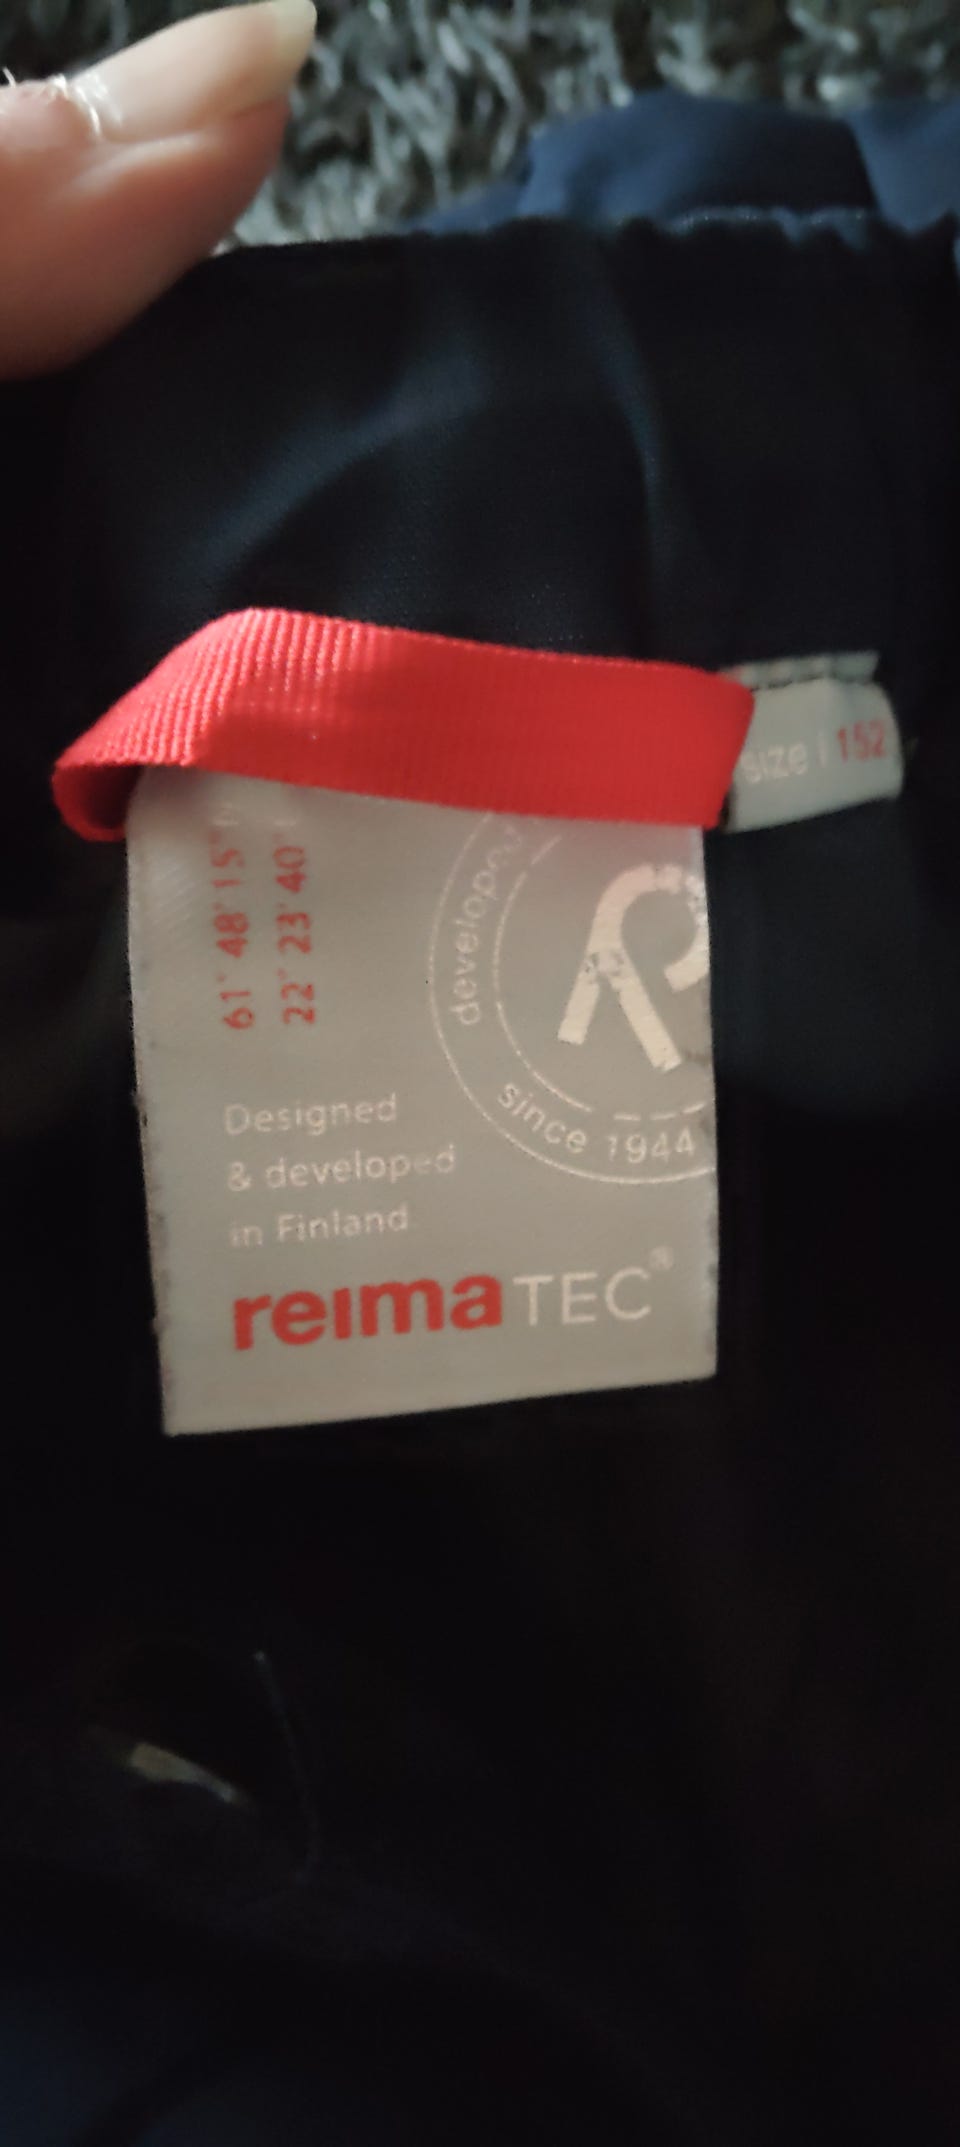 size | 152
61° 48' 15"
22° 23' 40"
since 1944
Designed
& developed
in Finland
reima TEC®